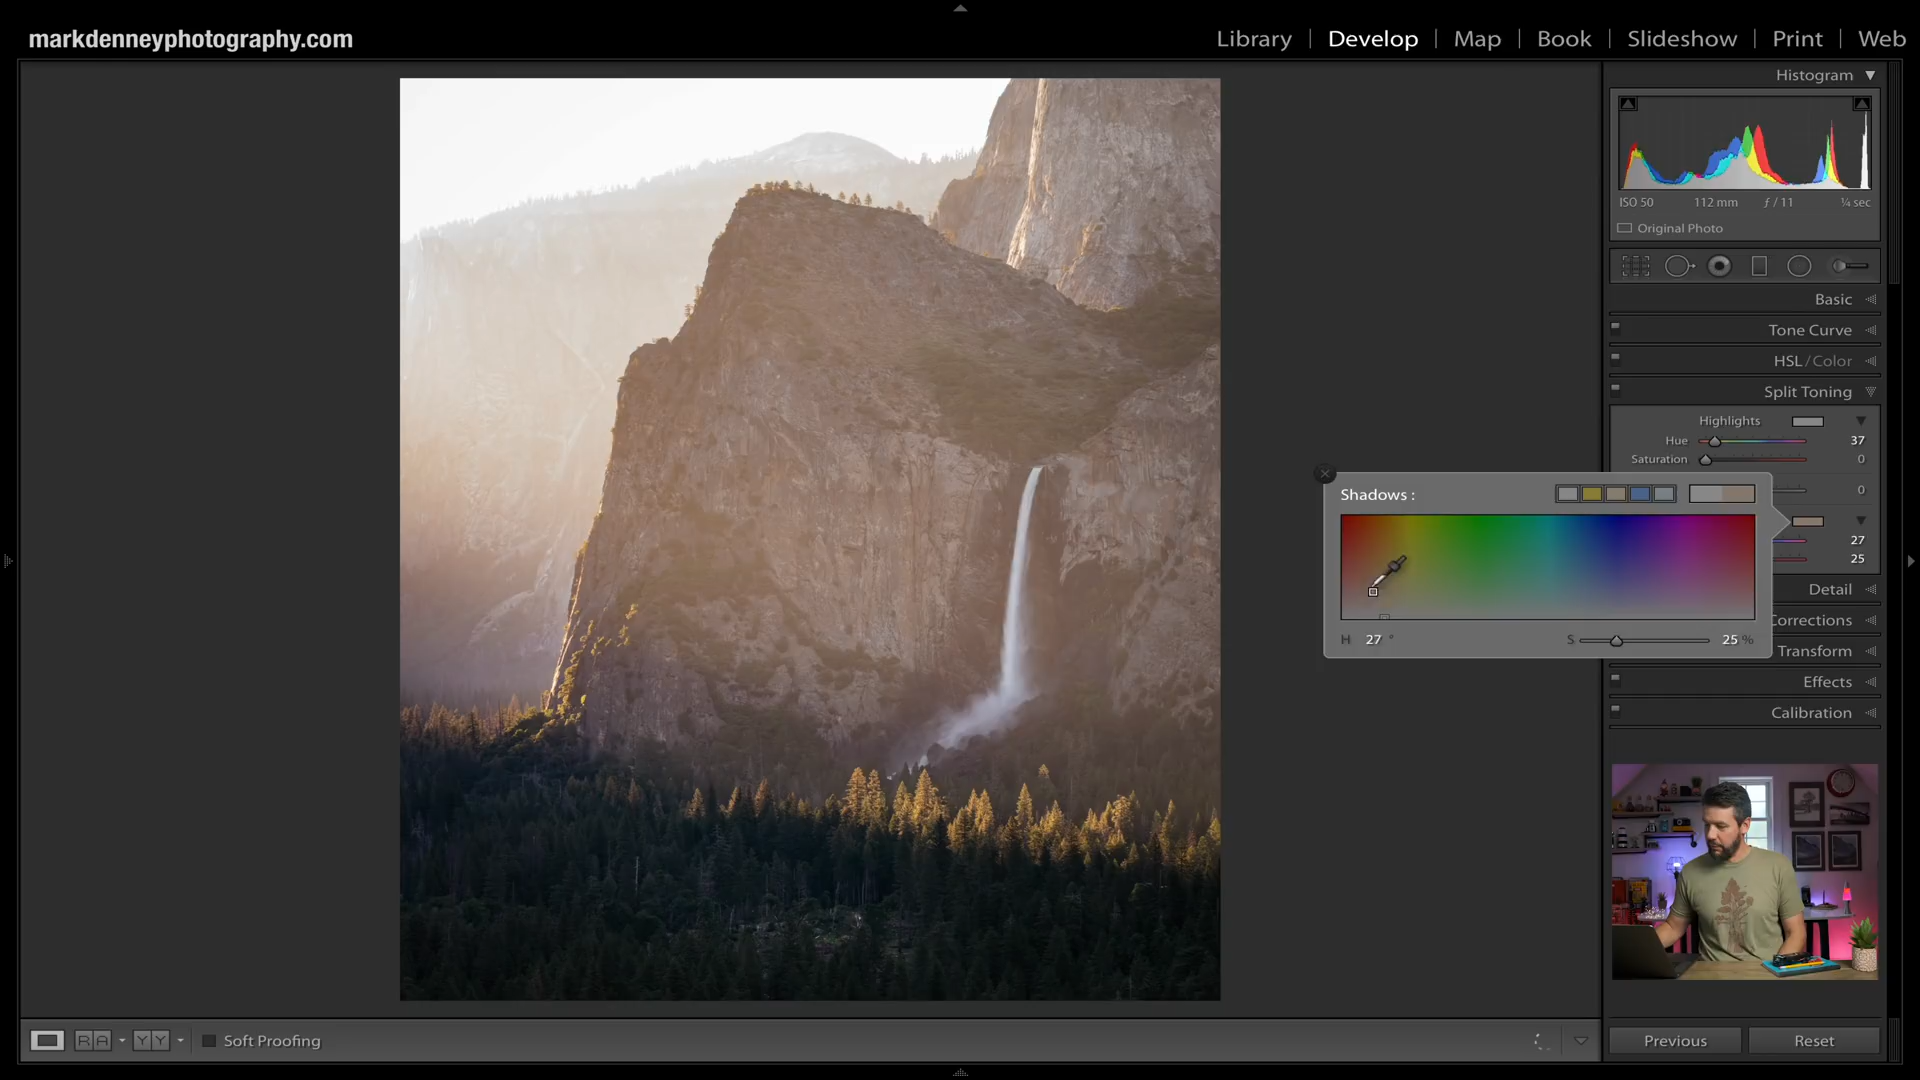 markdenneyphotography.com
Library | Develop | Map | Book | Slideshow | Print | Web
Histogram
ISO 50 112 mm ƒ / 11 ¼ sec
Original Photo
Basic
Tone Curve
HSL / Color
Split Toning
Highlights
Hue 37
Saturation 0
0
Shadows :
27
25
H 27 ° S 25 %
Detail
Corrections
Transform
Effects
Calibration
R A Y Y Soft Proofing
Previous Reset